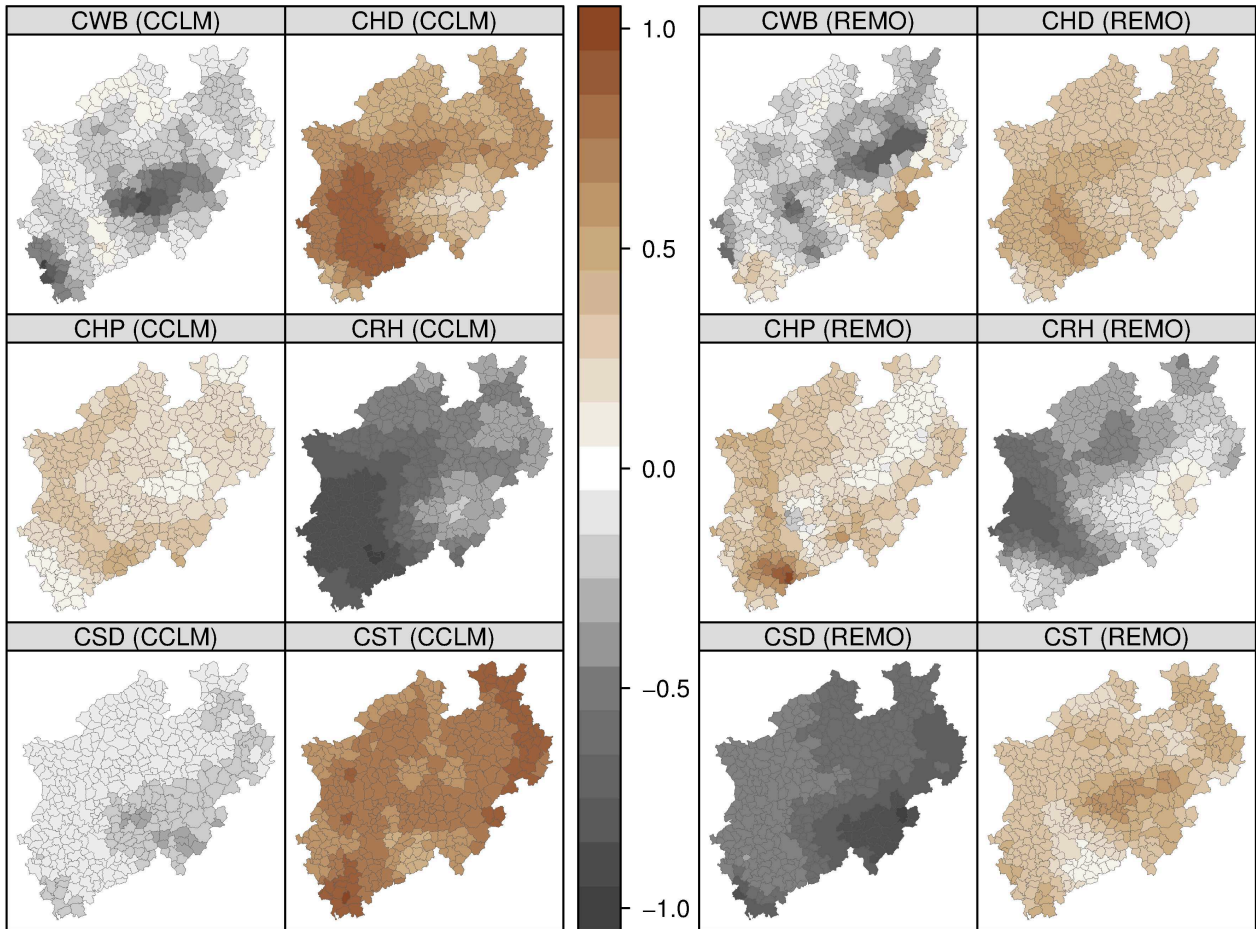 CWB (CCLM)
CHD (CCLM)
CHP (CCLM)
CRH (CCLM)
CSD (CCLM)
CST (CCLM)
1.0
0.5
0.0
−0.5
−1.0
CWB (REMO)
CHD (REMO)
CHP (REMO)
CRH (REMO)
CSD (REMO)
CST (REMO)